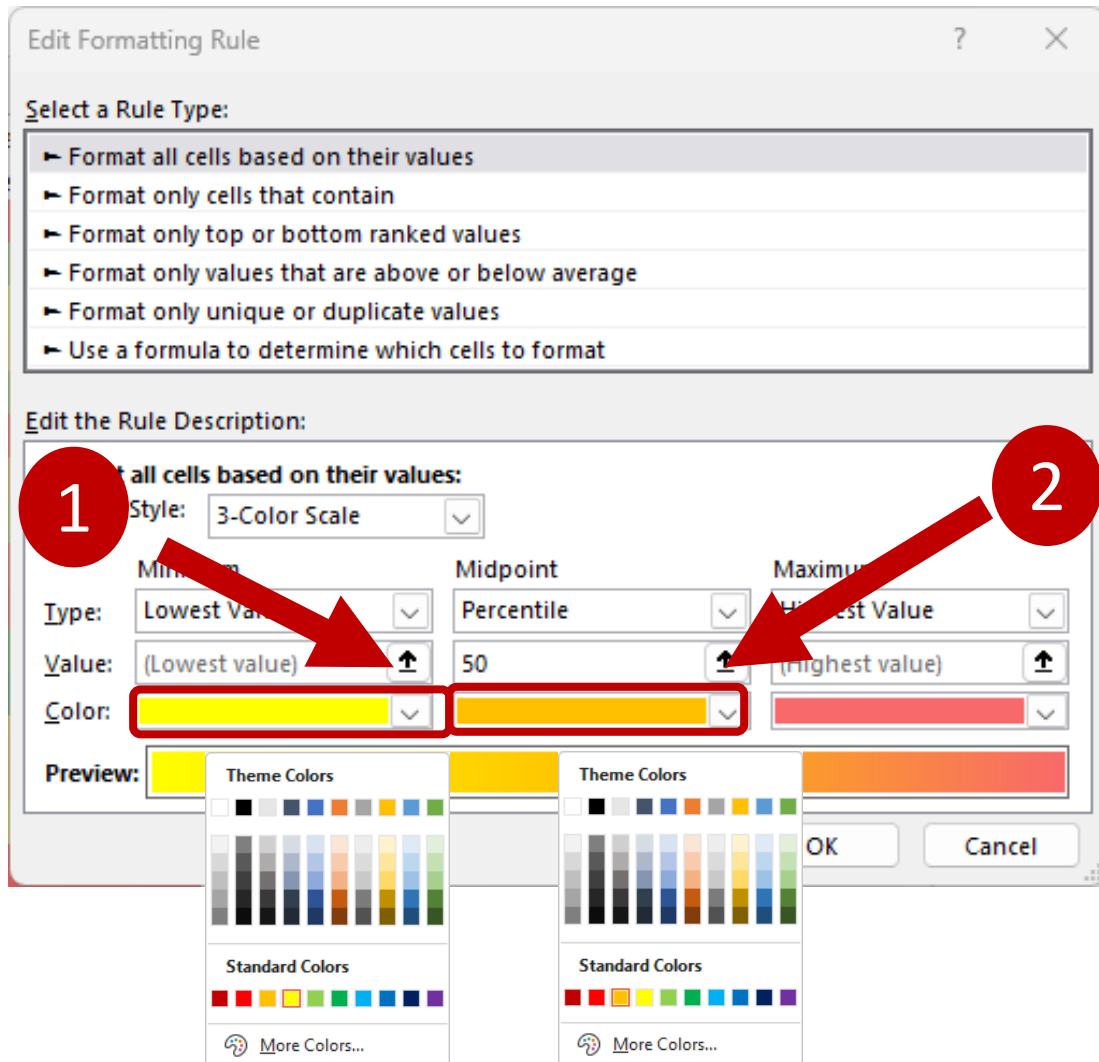 Edit Formatting Rule ?
Select a Rule Type:
► Format all cells based on their values
► Format only cells that contain
► Format only top or bottom ranked values
► Format only values that are above or below average
► Format only unique or duplicate values
► Use a formula to determine which cells to format
Edit the Rule Description:
all cells based on their values:
1 Style: 3-Color Scale 2
Midpoint
Type: Lowest Percentile Value
Value: (Lowest value) 50 (Highest value)
Color:
Preview:
Theme Colors Theme Colors
OK Cancel
Standard Colors Standard Colors
More Colors... More Colors...